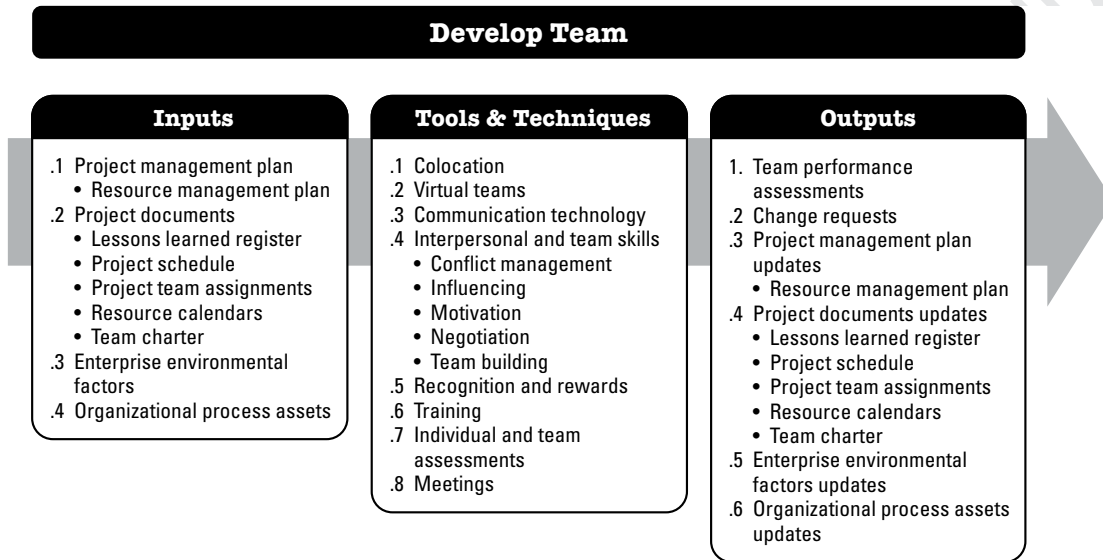 Develop Team
Inputs
.1 Project management plan
• Resource management plan
.2 Project documents
• Lessons learned register
• Project schedule
• Project team assignments
• Resource calendars
• Team charter
.3 Enterprise environmental
factors
.4 Organizational process assets
Tools & Techniques
.1 Colocation
.2 Virtual teams
.3 Communication technology
.4 Interpersonal and team skills
• Conflict management
• Influencing
• Motivation
• Negotiation
• Team building
.5 Recognition and rewards
.6 Training
.7 Individual and team
assessments
.8 Meetings
Outputs
1. Team performance
assessments
.2 Change requests
.3 Project management plan
updates
• Resource management plan
.4 Project documents updates
• Lessons learned register
• Project schedule
• Project team assignments
• Resource calendars
• Team charter
.5 Enterprise environmental
factors updates
.6 Organizational process assets
updates